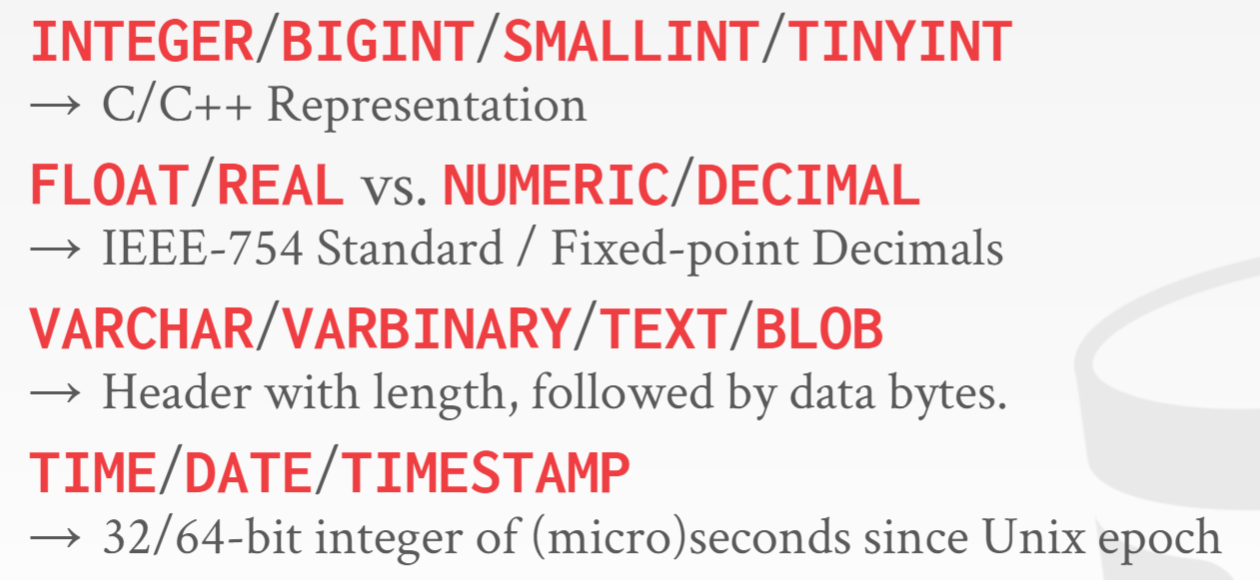 INTEGER/BIGINT/SMALLINT/TINYINT
→ C/C++ Representation
FLOAT/REAL vs. NUMERIC/DECIMAL
→ IEEE-754 Standard / Fixed-point Decimals
VARCHAR/VARBINARY/TEXT/BLOB
→ Header with length, followed by data bytes.
TIME/DATE/TIMESTAMP
→ 32/64-bit integer of (micro)seconds since Unix epoch